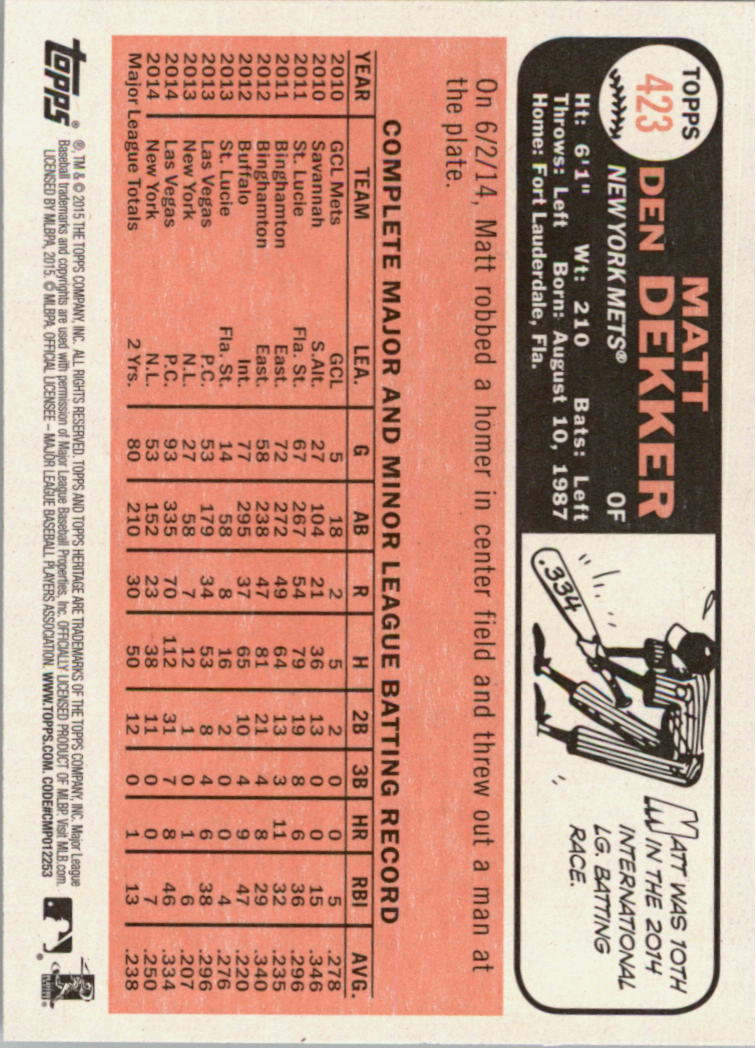 TOPPS
423
MATT
DEN DEKKER
NEW YORK METS® OF
Ht: 6'1" Wt: 210 Bats: Left
Throws: Left Born: August 10, 1987
Home: Fort Lauderdale, Fla.
.334
MATT WAS 10TH
IN THE 2014
INTERNATIONAL
LG. BATTING
RACE.
On 6/2/14, Matt robbed a homer in center field and threw out a man at
the plate.
COMPLETE MAJOR AND MINOR LEAGUE BATTING RECORD
YEAR TEAM LEA. G AB R H 2B 3B HR RBI AVG.
2010 GCL Mets GCL 5 18 2 5 2 0 0 5 .278
2010 Savannah S.Alt. 27 104 21 36 13 0 0 15 .346
2011 St. Lucie Fla. St. 67 267 54 79 19 8 6 36 .296
2011 Binghamton East. 72 272 49 64 13 3 11 32 .235
2012 Binghamton East. 58 238 47 81 21 4 8 29 .340
2012 Buffalo Int. 77 295 37 65 10 4 9 47 .220
2013 St. Lucie Fla. St. 14 58 8 16 2 0 0 4 .276
2013 Las Vegas P.C. 53 179 34 53 8 4 6 38 .296
2013 New York N.L. 27 58 7 12 1 0 1 6 .207
2014 Las Vegas P.C. 93 335 70 112 31 7 8 46 .334
2014 New York N.L. 53 152 23 38 11 0 0 7 .250
Major League Totals 2 Yrs. 80 210 30 50 12 0 1 13 .238
topps®
®, TM & © 2015 THE TOPPS COMPANY, INC. ALL RIGHTS RESERVED. TOPPS AND TOPPS HERITAGE ARE TRADEMARKS OF THE TOPPS COMPANY, INC. Major League
Baseball trademarks and copyrights are used with permission of Major League Baseball Properties, Inc. OFFICIALLY LICENSED PRODUCT OF MLBP. Visit MLB.com.
LICENSED BY MLBPA, 2015. © MLBPA. OFFICIAL LICENSEE – MAJOR LEAGUE BASEBALL PLAYERS ASSOCIATION. WWW.TOPPS.COM. CODE#CMP012253